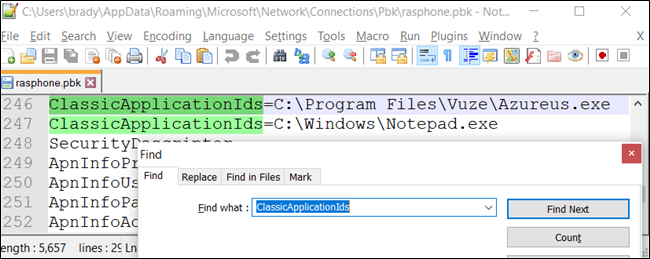 C:\Users\brady\AppData\Roaming\Microsoft\Network\Connections\Pbk\rasphone.pbk - Not...
File Edit Search View Encoding Language Settings Tools Macro Run Plugins Window ?
rasphone.pbk
246 ClassicApplicationIds=C:\Program Files\Vuze\Azureus.exe
247 ClassicApplicationIds=C:\Windows\Notepad.exe
248 SecurityDescriptor
249 ApnInfoPr
250 ApnInfoUs
251 ApnInfoPa
252 ApnInfoAc
Find
Find Replace Find in Files Mark
Find what : ClassicApplicationIds
Find Next
Count
ength : 5,657 lines : 29 Ln